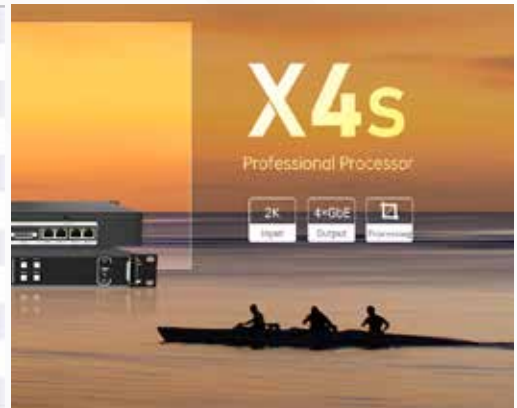 X4s
Professional Processor
2K
4×GbE
Input
Output
Processing